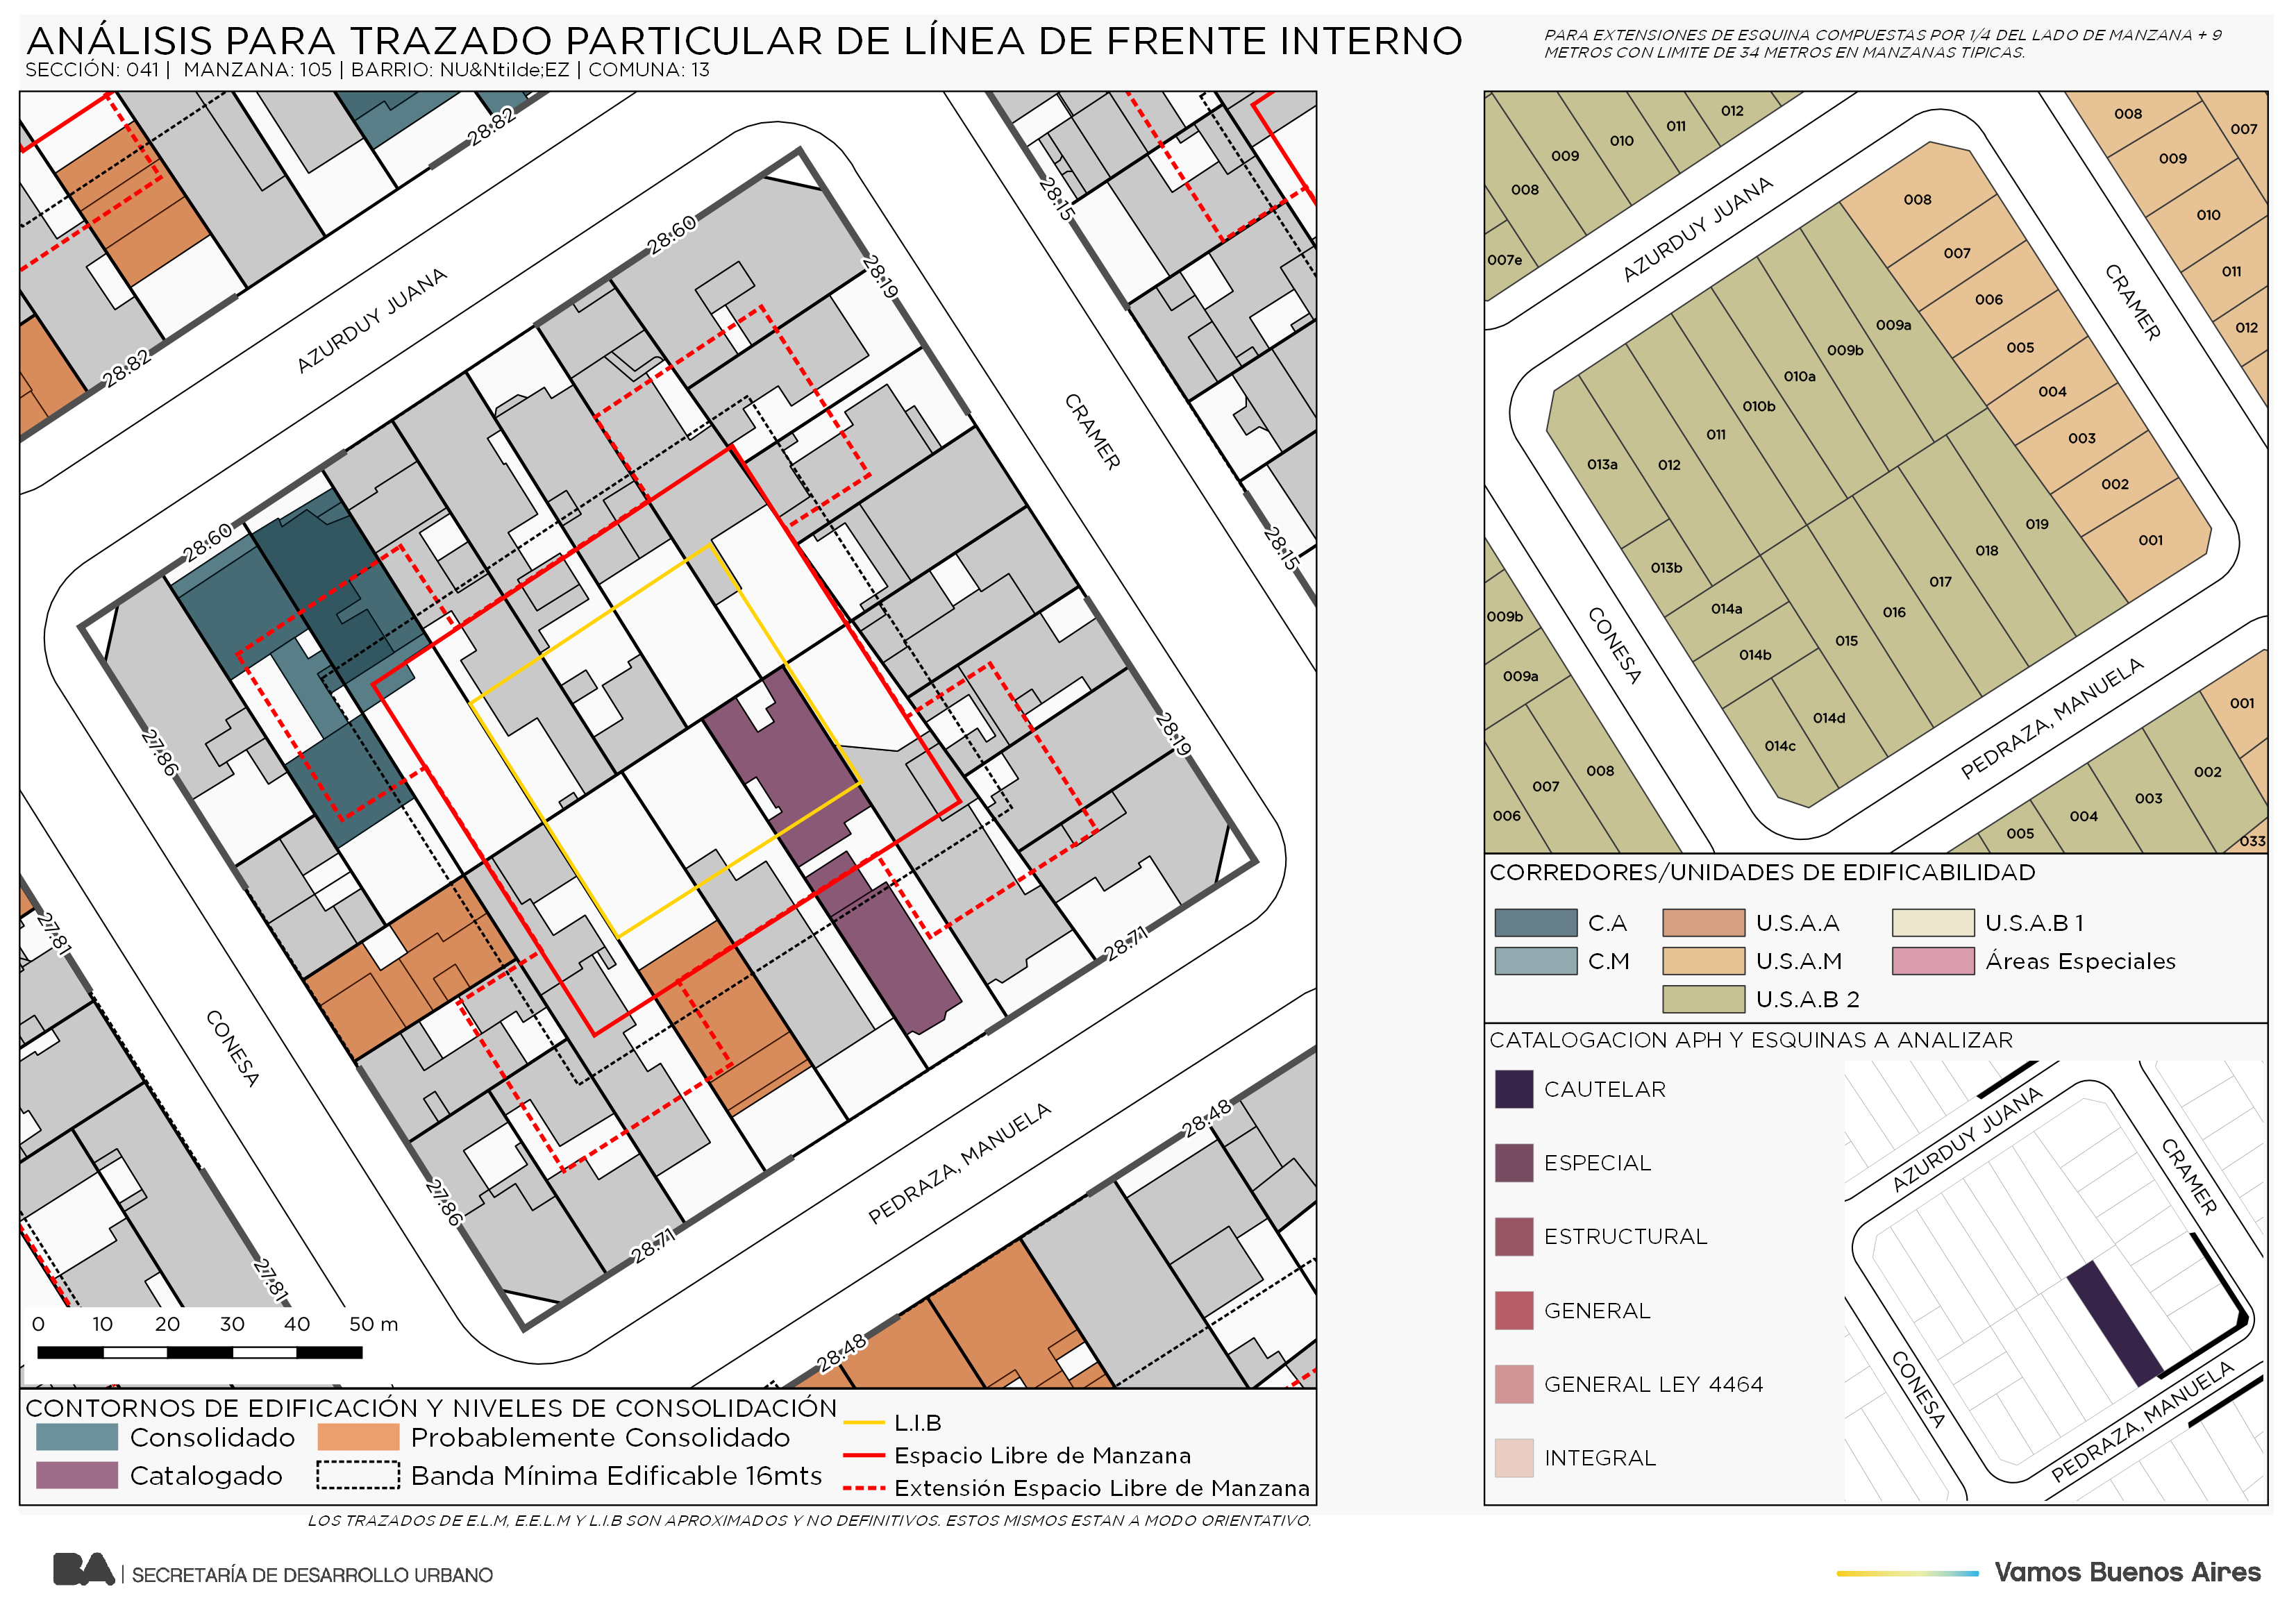 ANÁLISIS PARA TRAZADO PARTICULAR DE LÍNEA DE FRENTE INTERNO
SECCIÓN: 041 | MANZANA: 105 | BARRIO: NU&Ntilde;EZ | COMUNA: 13
PARA EXTENSIONES DE ESQUINA COMPUESTAS POR 1/4 DEL LADO DE MANZANA + 9
METROS CON LIMITE DE 34 METROS EN MANZANAS TIPICAS.
28.82
28.15
28.60
28.19
AZURDUY JUANA
28.82
CRAMER
28.60
28.15
27.86
28.19
27.81
28.71
CONESA
PEDRAZA, MANUELA
28.48
27.86
28.71
27.81
28.48
0 10 20 30 40 50 m
CONTORNOS DE EDIFICACIÓN Y NIVELES DE CONSOLIDACIÓN
Consolidado
Probablemente Consolidado
Catalogado
Banda Mínima Edificable 16mts
L.I.B
Espacio Libre de Manzana
Extensión Espacio Libre de Manzana
LOS TRAZADOS DE E.L.M, E.E.L.M Y L.I.B SON APROXIMADOS Y NO DEFINITIVOS. ESTOS MISMOS ESTAN A MODO ORIENTATIVO.
012
011
010
009
008
007e
008
007
009
010
011
012
AZURDUY JUANA
CRAMER
008
007
006
005
004
003
002
001
009a
009b
010a
010b
011
012
013a
013b
014a
014b
014c
014d
015
016
017
018
019
CONESA
PEDRAZA, MANUELA
009b
009a
008
007
006
001
002
003
004
005
033
CORREDORES/UNIDADES DE EDIFICABILIDAD
C.A
U.S.A.A
U.S.A.B 1
C.M
U.S.A.M
Áreas Especiales
U.S.A.B 2
CATALOGACION APH Y ESQUINAS A ANALIZAR
CAUTELAR
ESPECIAL
ESTRUCTURAL
GENERAL
GENERAL LEY 4464
INTEGRAL
AZURDUY JUANA
CRAMER
CONESA
PEDRAZA, MANUELA
BA | SECRETARÍA DE DESARROLLO URBANO
Vamos Buenos Aires